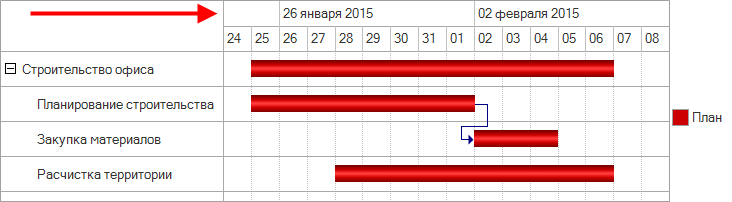 26 января 2015 02 февраля 2015
24 25 26 27 28 29 30 31 01 02 03 04 05 06 07 08
Строительство офиса
Планирование строительства
Закупка материалов
Расчистка территории
План